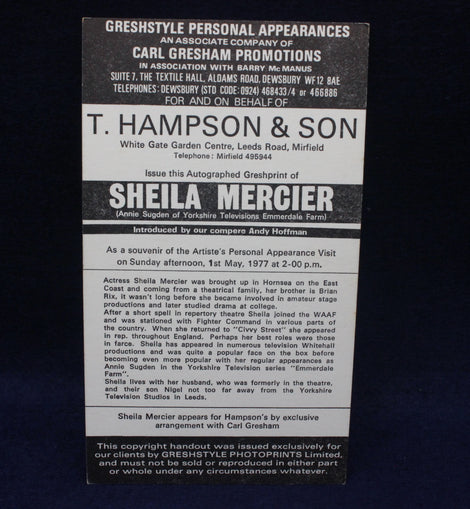 GRESHSTYLE PERSONAL APPEARANCES
AN ASSOCIATE COMPANY OF
CARL GRESHAM PROMOTIONS
IN ASSOCIATION WITH BARRY McMANUS
SUITE 7, THE TEXTILE HALL, ALDAMS ROAD, DEWSBURY WF12 8AE
TELEPHONES: DEWSBURY (STD CODE: 0924) 468433/4 or 466886
FOR AND ON BEHALF OF
T. HAMPSON & SON
White Gate Garden Centre, Leeds Road, Mirfield
Telephone: Mirfield 495944
Issue this Autographed Greshprint of
SHEILA MERCIER
(Annie Sugden of Yorkshire Televisions Emmerdale Farm)
Introduced by our compere Andy Hoffman
As a souvenir of the Artiste's Personal Appearance Visit
on Sunday afternoon, 1st May, 1977 at 2-00 p.m.
Actress Sheila Mercier was brought up in Hornsea on the East
Coast and coming from a theatrical family, her brother is Brian
Rix, it wasn't long before she became involved in amateur stage
productions and later studied drama at college.
After a short spell in repertory theatre Sheila joined the WAAF
and was stationed with Fighter Command in various parts of
the country. When she returned to "Civvy Street" she appeared
in rep. throughout England. Perhaps her best roles were those
in farce. Sheila has appeared in numerous television Whitehall
productions and was quite a popular face on the box before
becoming even more popular with her regular appearances as
Annie Sugden in the Yorkshire Television series "Emmerdale
Farm".
Sheila lives with her husband, who was formerly in the theatre,
and their son Nigel not too far away from the Yorkshire
Television Studios in Leeds.
Sheila Mercier appears for Hampson's by exclusive
arrangement with Carl Gresham
This copyright handout was issued exclusively for
our clients by GRESHSTYLE PHOTOPRINTS Limited.
and must not be sold or reproduced in either part
or whole under any circumstances whatever.